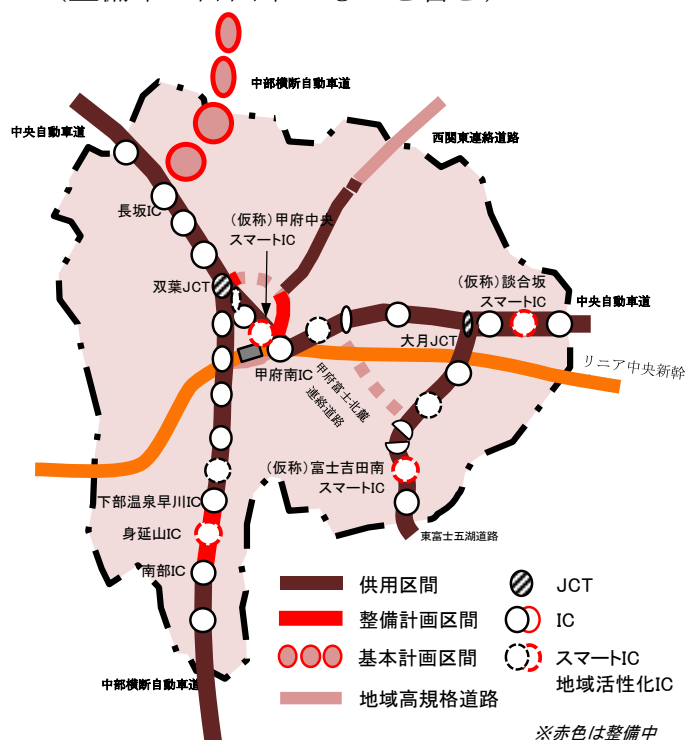 中部横断自動車道
中央自動車道
西関東連絡道路
長坂IC
(仮称)甲府中央
スマートIC
双葉JCT
(仮称)談合坂
スマートIC
中央自動車道
大月JCT
リニア中央新幹
甲府南IC
甲府富士北麓
連絡道路
(仮称)富士吉田南
スマートIC
下部温泉早川IC
身延山IC
東富士五湖道路
南部IC
中部横断自動車道
供用区間
JCT
整備計画区間
IC
基本計画区間
スマートIC
地域活性化IC
地域高規格道路
※赤色は整備中